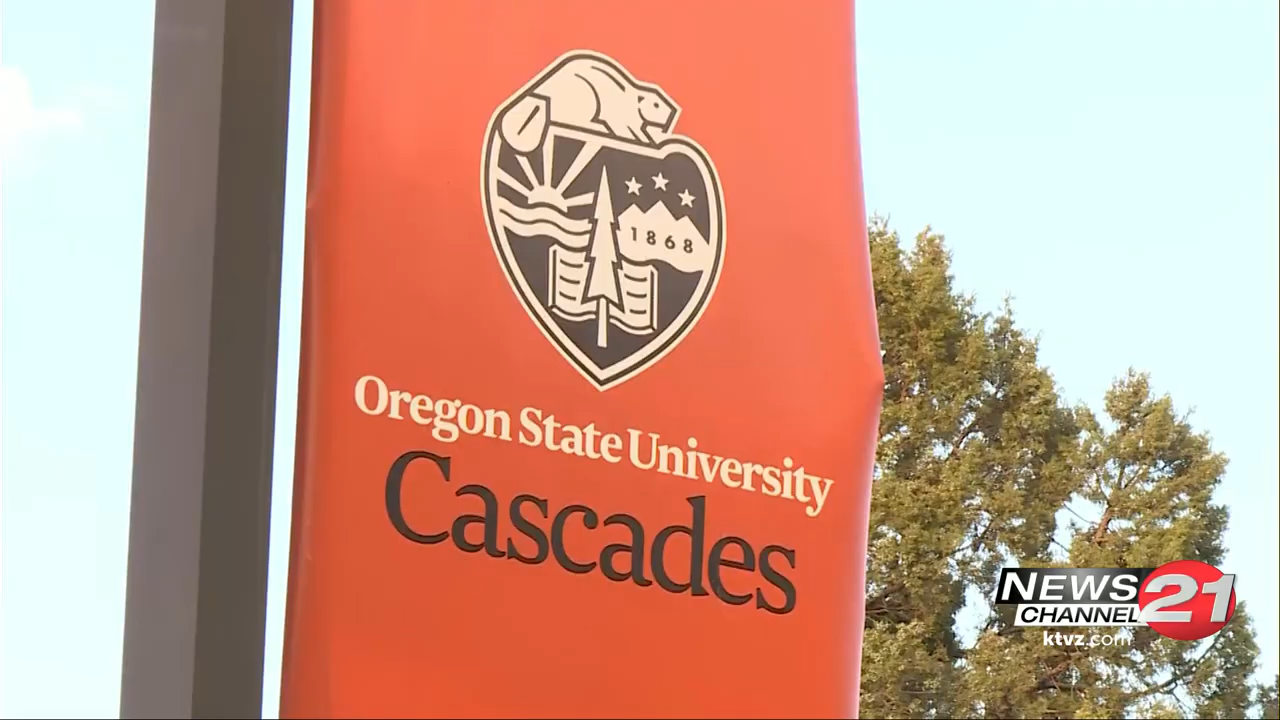 1868
Oregon State University
Cascades
NEWS
CHANNEL 21
ktvz.com